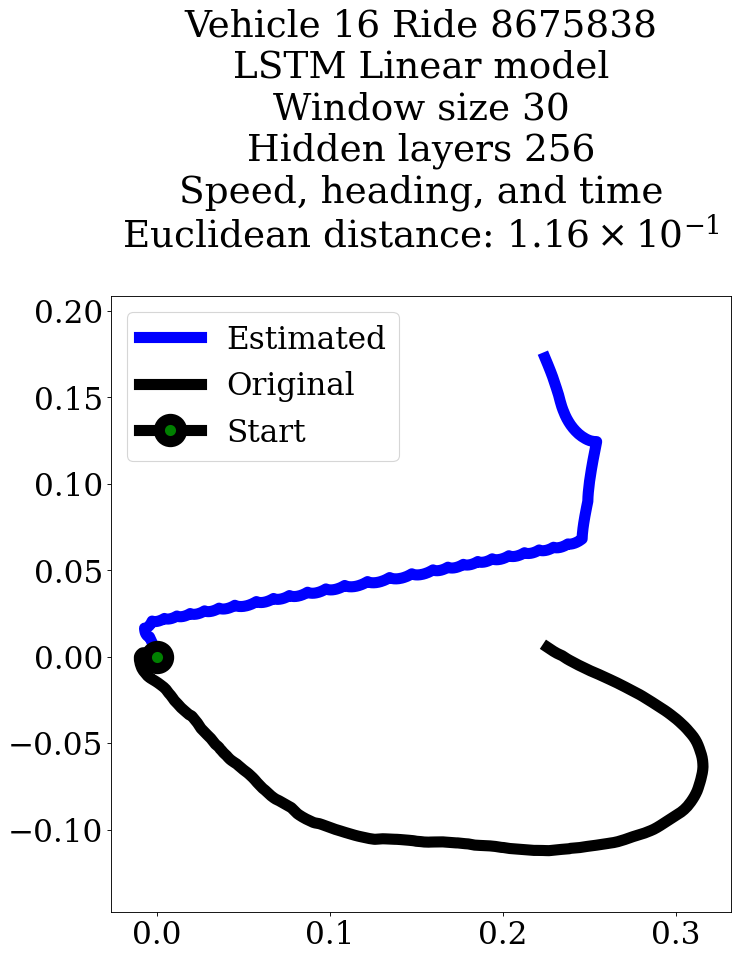 Vehicle 16 Ride 8675838
LSTM Linear model
Window size 30
Hidden layers 256
Speed, heading, and time
Euclidean distance: 1.16 × 10⁻¹
Estimated
Original
Start
0.20
0.15
0.10
0.05
0.00
−0.05
−0.10
0.0 0.1 0.2 0.3